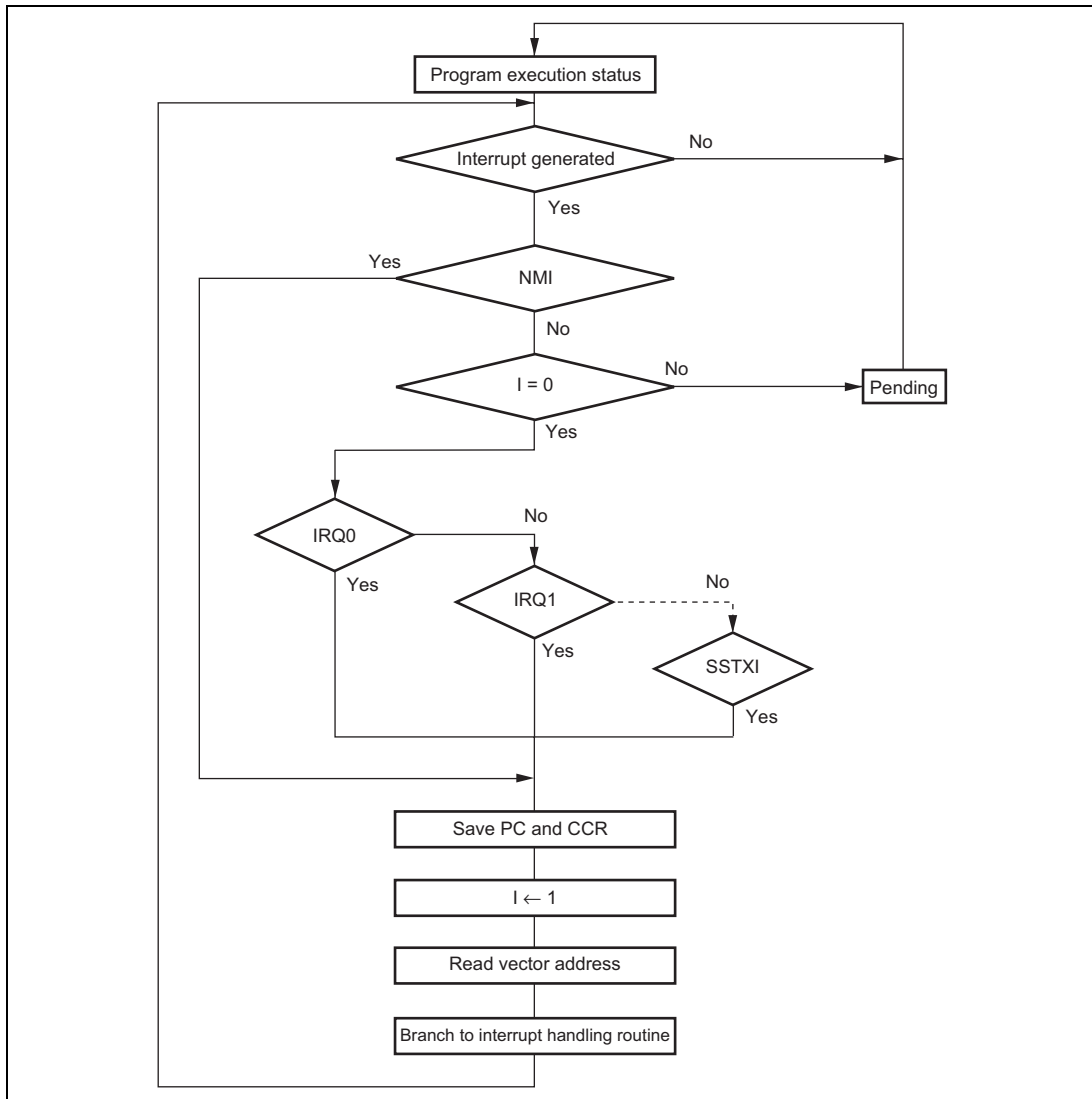 Program execution status
Interrupt generated
No
Yes
Yes
NMI
No
I = 0
No
Pending
Yes
IRQ0
No
Yes
IRQ1
No
Yes
SSTXI
Yes
Save PC and CCR
I ← 1
Read vector address
Branch to interrupt handling routine